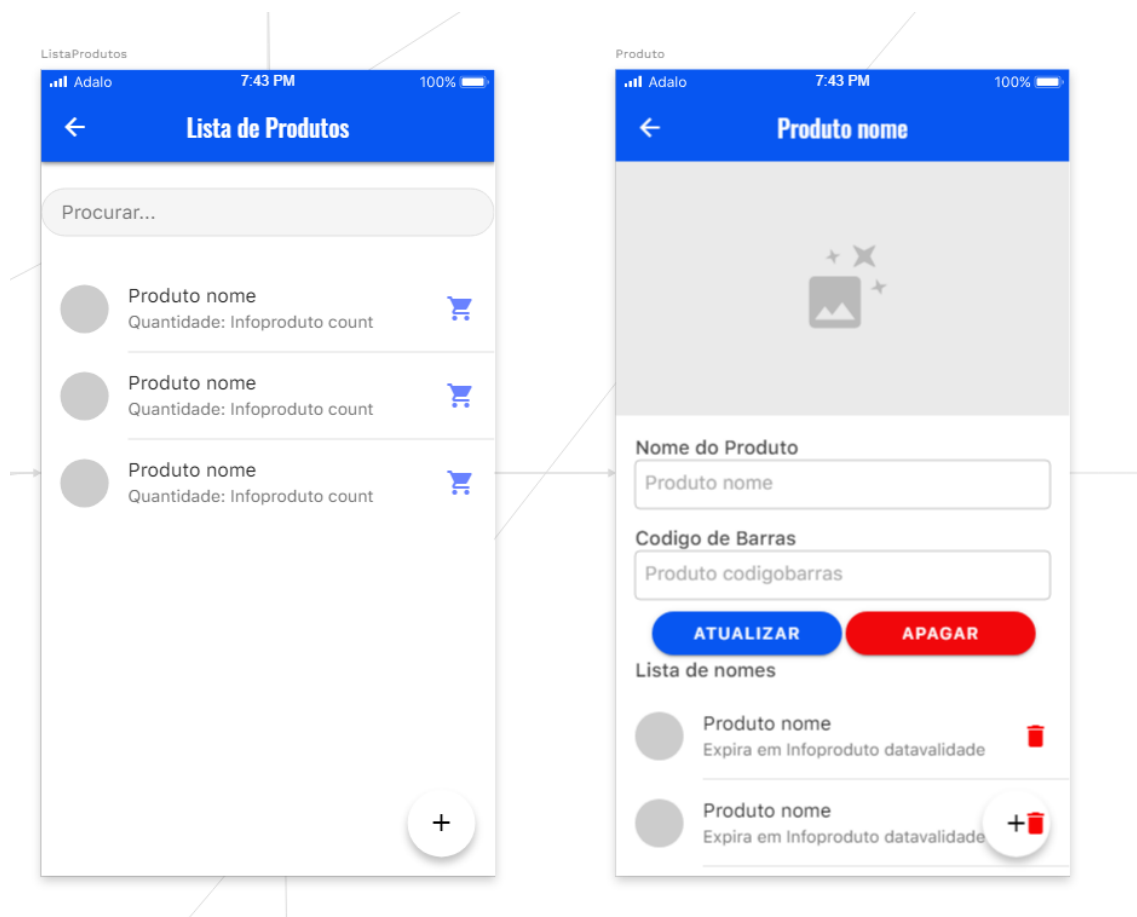 ListaProdutos
Adalo 7:43 PM 100%
Lista de Produtos
Procurar...
Produto nome
Quantidade: Infoproduto count
Produto nome
Quantidade: Infoproduto count
Produto nome
Quantidade: Infoproduto count
+
Produto
Adalo 7:43 PM 100%
Produto nome
Nome do Produto
Produto nome
Codigo de Barras
Produto codigobarras
ATUALIZAR APAGAR
Lista de nomes
Produto nome
Expira em Infoproduto datavalidade
Produto nome
Expira em Infoproduto datavalidade
+